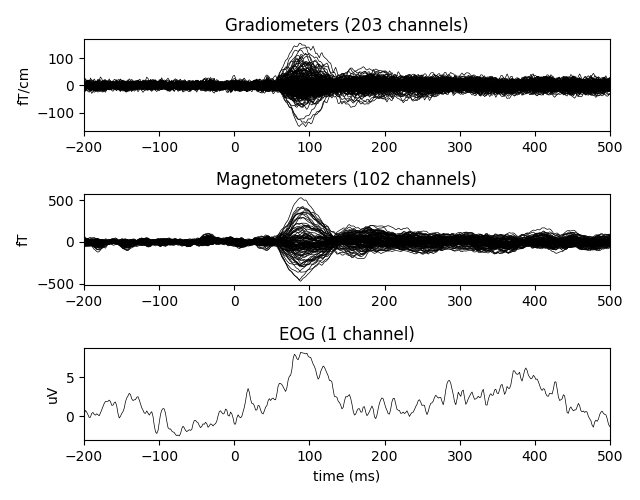 Gradiometers (203 channels)
fT/cm
100
0
−100
−200 −100 0 100 200 300 400 500
Magnetometers (102 channels)
fT
500
0
−500
−200 −100 0 100 200 300 400 500
EOG (1 channel)
uV
5
0
−200 −100 0 100 200 300 400 500
time (ms)